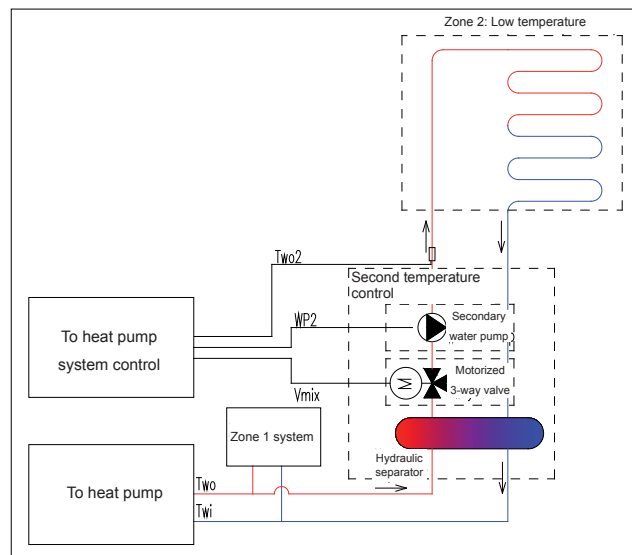 Zone 2: Low temperature
Two2
Second temperature
control
To heat pump
system control
WP2
Secondary
water pump
M
Motorized
3-way valve
Vmix
Zone 1 system
Hydraulic
separator
To heat pump
Two
Twi